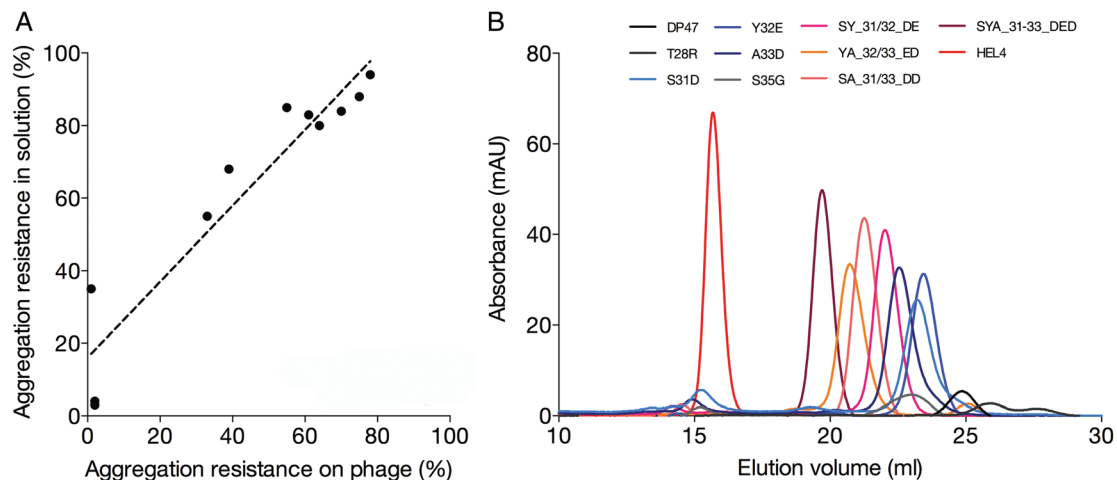 A
Aggregation resistance in solution (%)
100
80
60
40
20
0
0 20 40 60 80 100
Aggregation resistance on phage (%)
B
DP47 Y32E SY_31/32_DE SYA_31-33_DED
T28R A33D YA_32/33_ED HEL4
S31D S35G SA_31/33_DD
Absorbance (mAU)
80
60
40
20
0
10 15 20 25 30
Elution volume (ml)